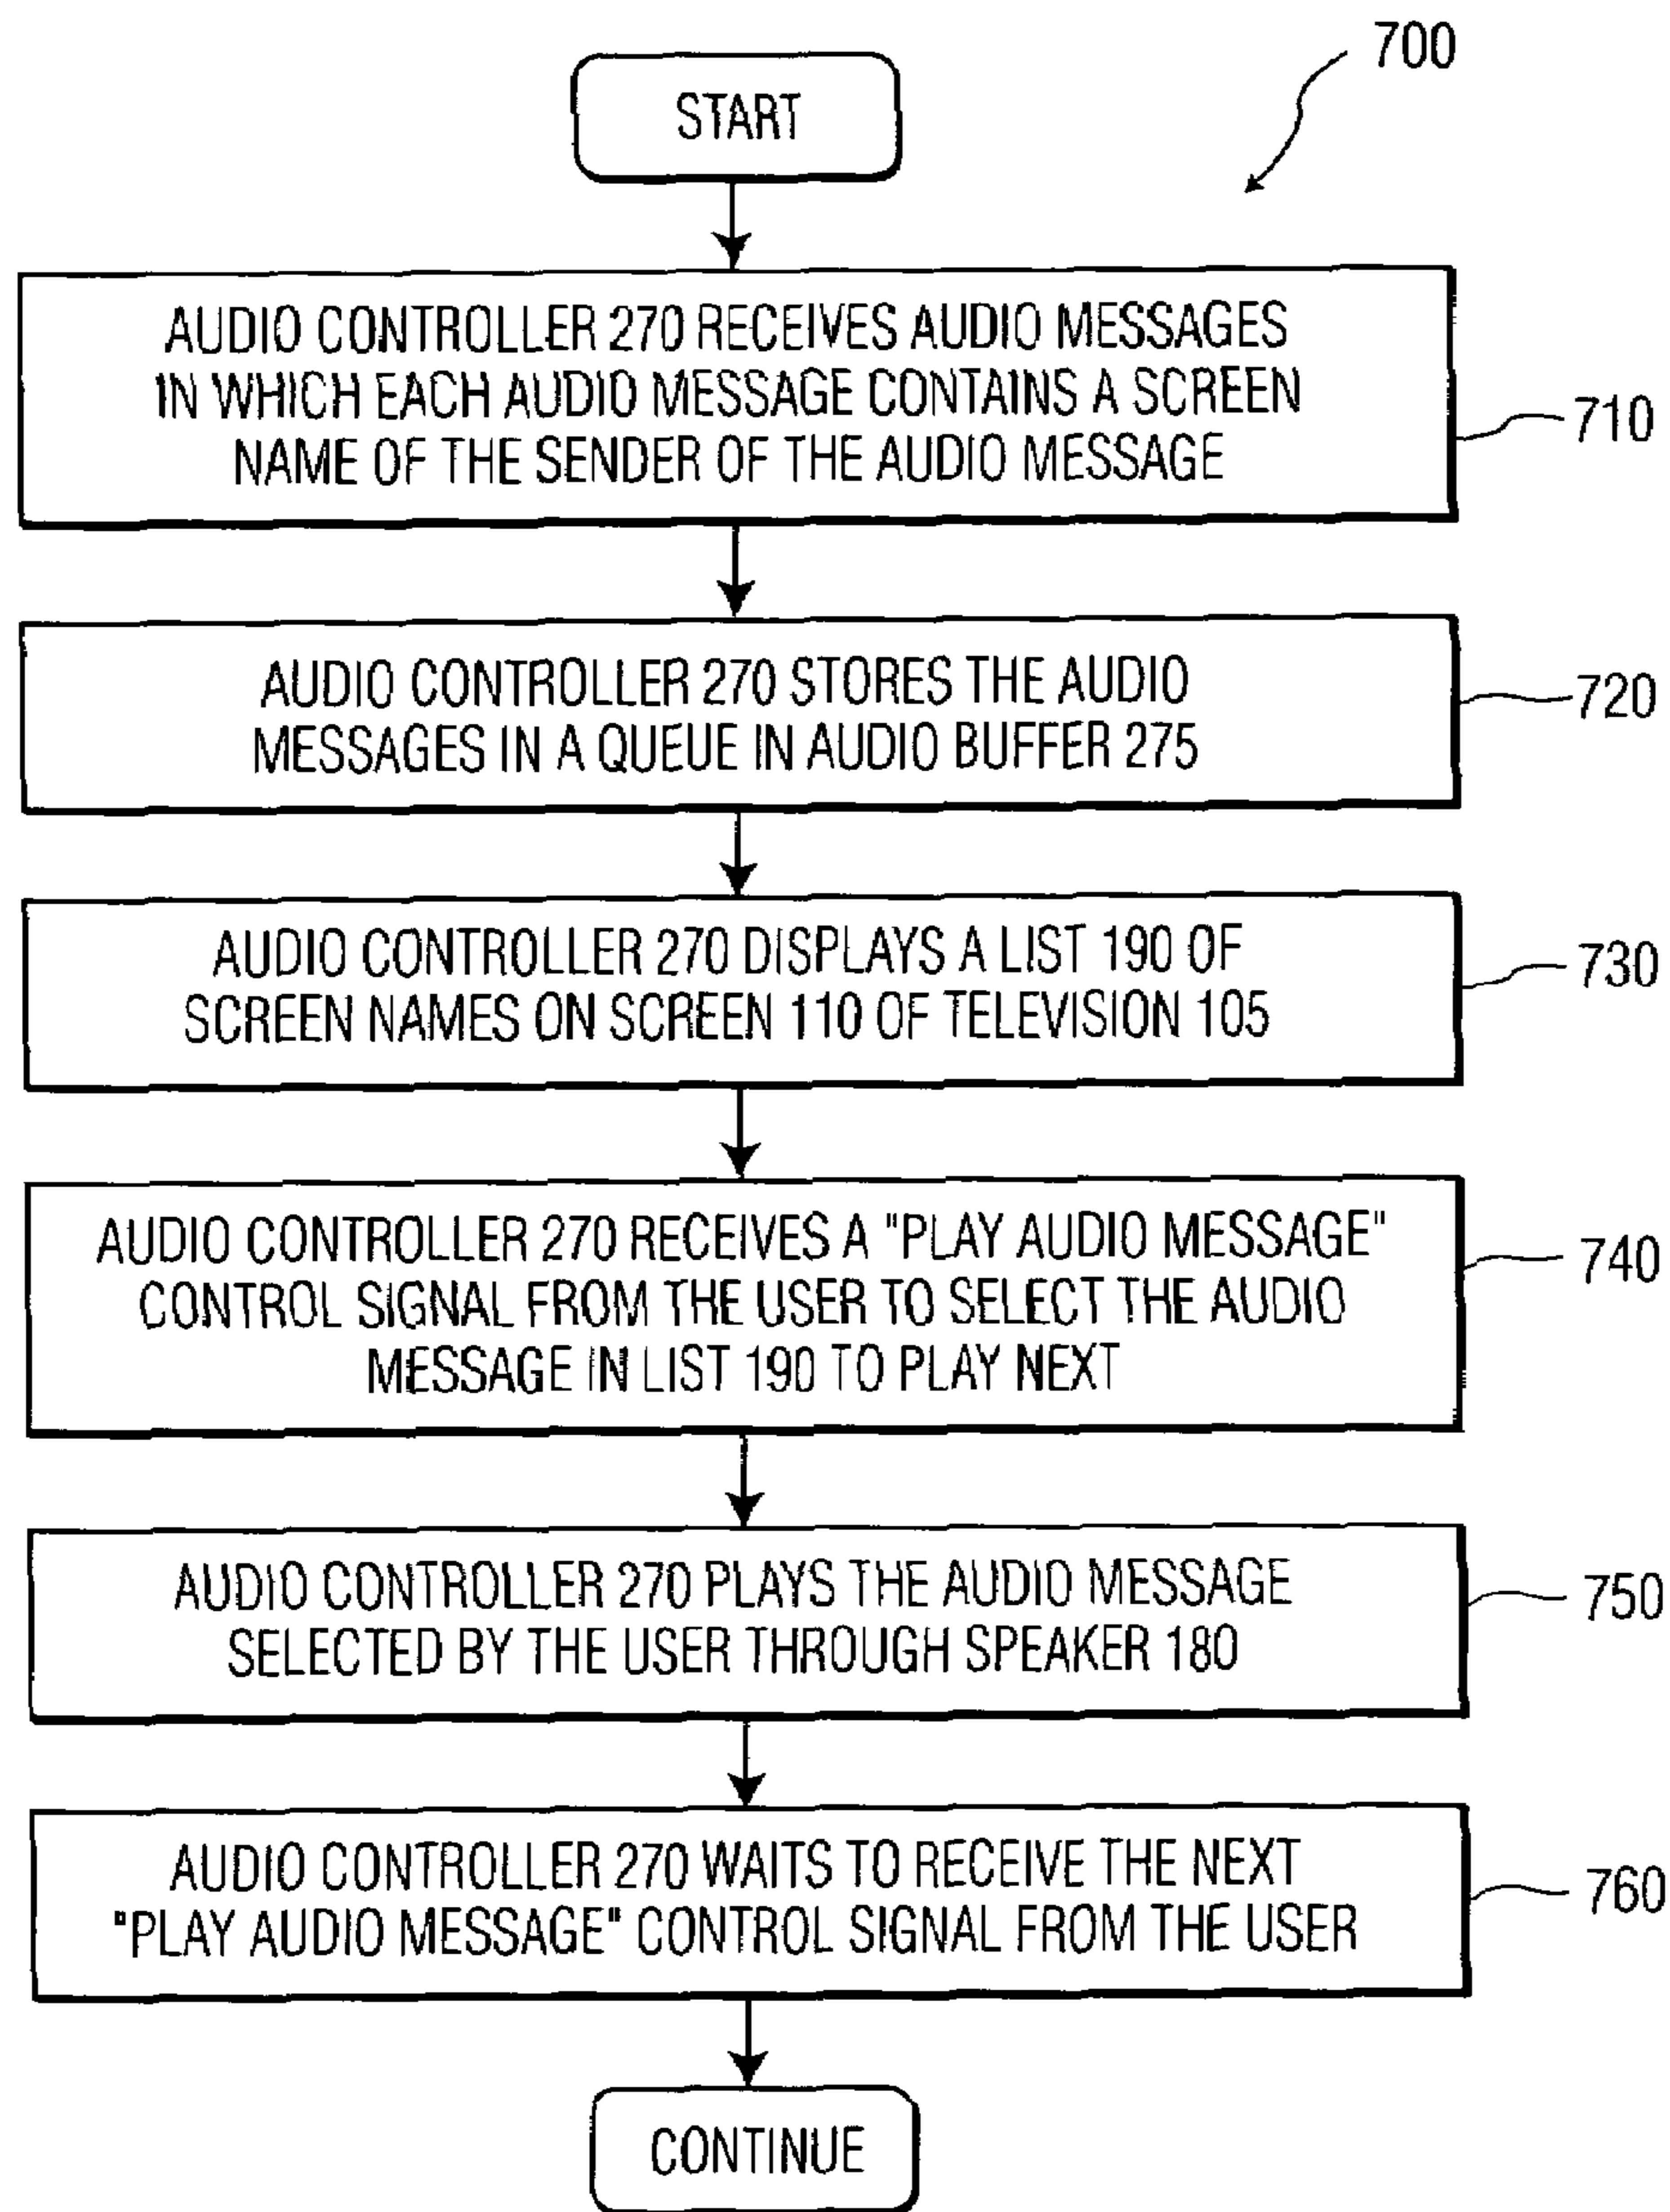 700
START
AUDIO CONTROLLER 270 RECEIVES AUDIO MESSAGES
IN WHICH EACH AUDIO MESSAGE CONTAINS A SCREEN
NAME OF THE SENDER OF THE AUDIO MESSAGE
710
AUDIO CONTROLLER 270 STORES THE AUDIO
MESSAGES IN A QUEUE IN AUDIO BUFFER 275
720
AUDIO CONTROLLER 270 DISPLAYS A LIST 190 OF
SCREEN NAMES ON SCREEN 110 OF TELEVISION 105
730
AUDIO CONTROLLER 270 RECEIVES A "PLAY AUDIO MESSAGE"
CONTROL SIGNAL FROM THE USER TO SELECT THE AUDIO
MESSAGE IN LIST 190 TO PLAY NEXT
740
AUDIO CONTROLLER 270 PLAYS THE AUDIO MESSAGE
SELECTED BY THE USER THROUGH SPEAKER 180
750
AUDIO CONTROLLER 270 WAITS TO RECEIVE THE NEXT
"PLAY AUDIO MESSAGE" CONTROL SIGNAL FROM THE USER
760
CONTINUE